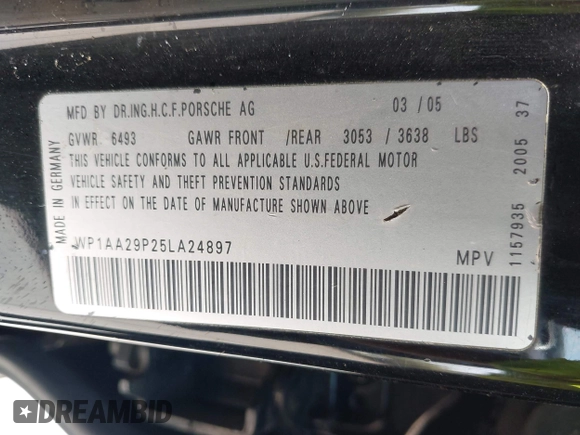 MFD BY DR.ING.H.C.F.PORSCHE AG 03 / 05
GVWR 6493 GAWR FRONT /REAR 3053 / 3638 LBS
THIS VEHICLE CONFORMS TO ALL APPLICABLE U.S.FEDERAL MOTOR
VEHICLE SAFETY AND THEFT PREVENTION STANDARDS
IN EFFECT ON THE DATE OF MANUFACTURE SHOWN ABOVE
WP1AA29P25LA24897
MPV
MADE IN GERMANY
1157935 2005 37
DREAMBID